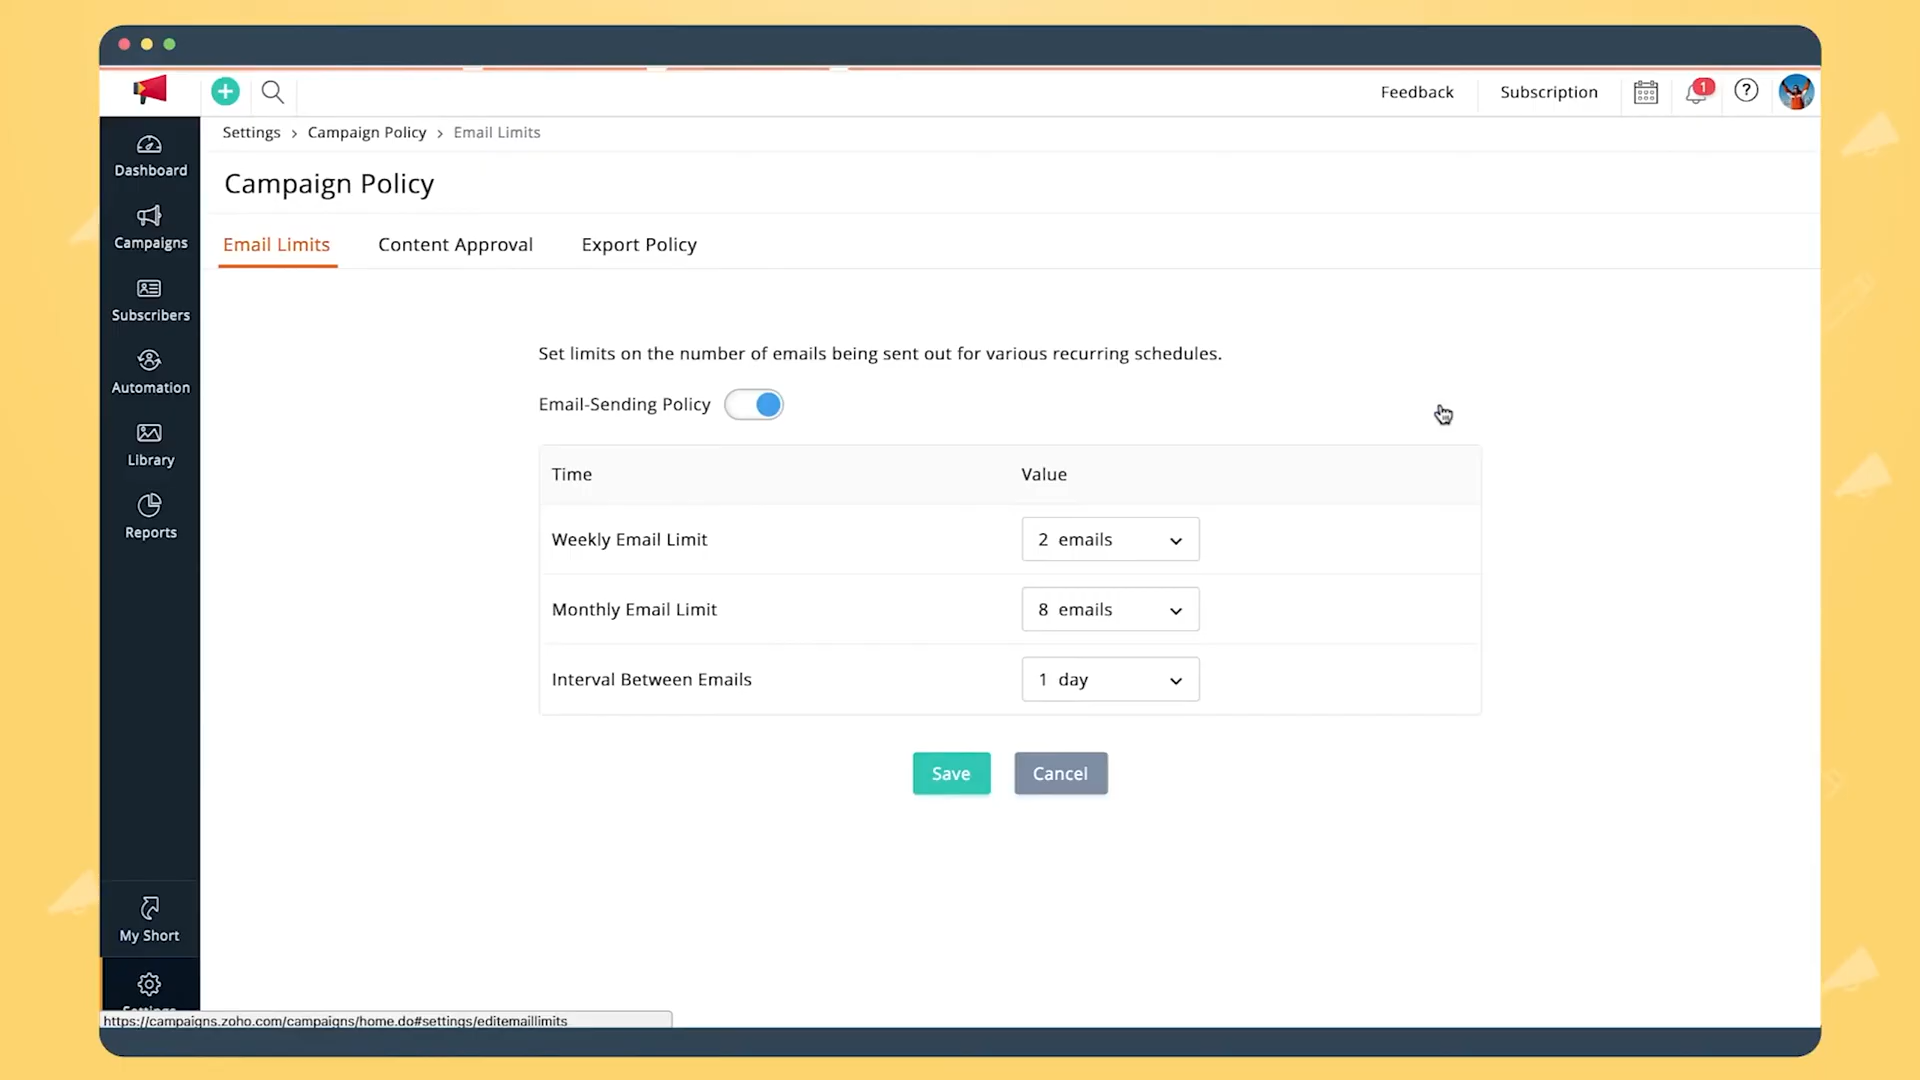 Feedback
Subscription
1
?
Settings > Campaign Policy > Email Limits
Dashboard
Campaign Policy
Campaigns
Email Limits
Content Approval
Export Policy
Subscribers
Set limits on the number of emails being sent out for various recurring schedules.
Automation
Email-Sending Policy
Library
Time
Value
Reports
Weekly Email Limit
2 emails
Monthly Email Limit
8 emails
Interval Between Emails
1 day
Save
Cancel
My Short
Settings
https://campaigns.zoho.com/campaigns/home.do#settings/editemaillimits